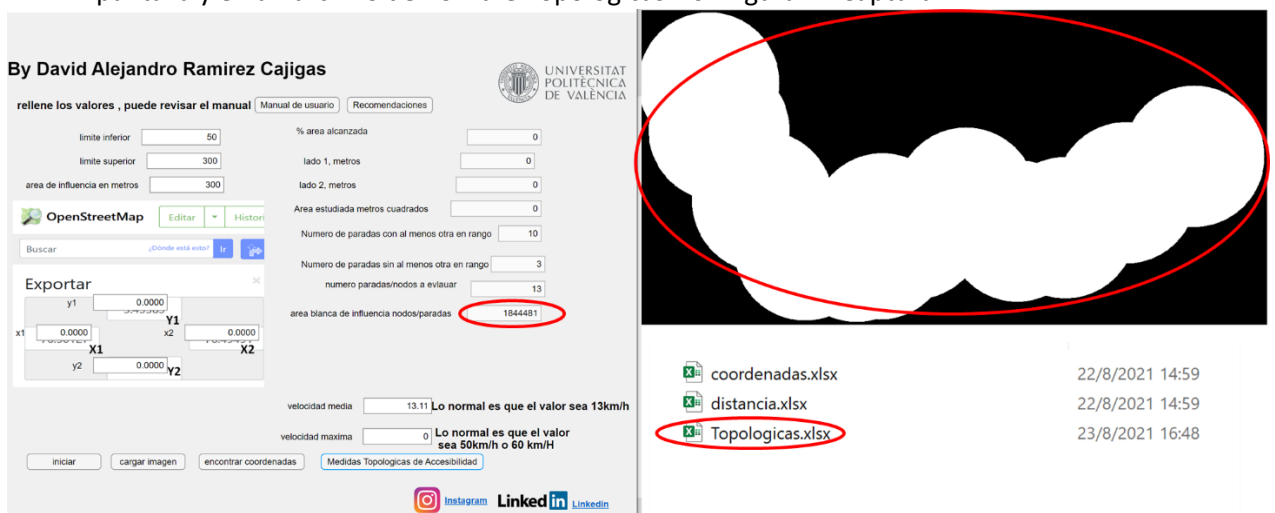 By David Alejandro Ramirez Cajigas
UNIVERSITAT
POLITÈCNICA
DE VALÈNCIA
rellene los valores , puede revisar el manual
Manual de usuario
Recomendaciones
limite inferior 50
limite superior 300
area de influencia en metros 300
% area alcanzada 0
lado 1, metros 0
lado 2, metros 0
Area estudiada metros cuadrados 0
Numero de paradas con al menos otra en rango 10
Numero de paradas sin al menos otra en rango 3
numero paradas/nodos a evlauar 13
area blanca de influencia nodos/paradas 1844481
OpenStreetMap
Editar
Histori
Buscar
¿Dónde está esto?
Ir
Exportar
y1 0.0000
Y1
x1 0.0000
X1
x2 0.0000
X2
y2 0.0000
Y2
velocidad media 13.11 Lo normal es que el valor sea 13km/h
velocidad maxima 0 Lo normal es que el valor
sea 50km/h o 60 km/H
iniciar
cargar imagen
encontrar coordenadas
Medidas Topologicas de Accesibilidad
Instagram
Linked in
Linkedin
coordenadas.xlsx 22/8/2021 14:59
distancia.xlsx 22/8/2021 14:59
Topologicas.xlsx 23/8/2021 16:48